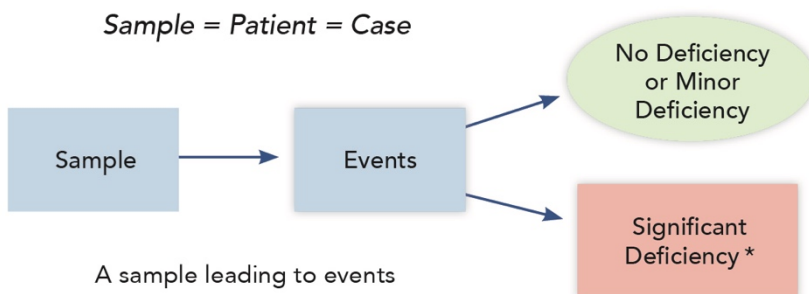 Sample = Patient = Case
No Deficiency
or Minor
Deficiency
Sample
Events
Significant
Deficiency *
A sample leading to events